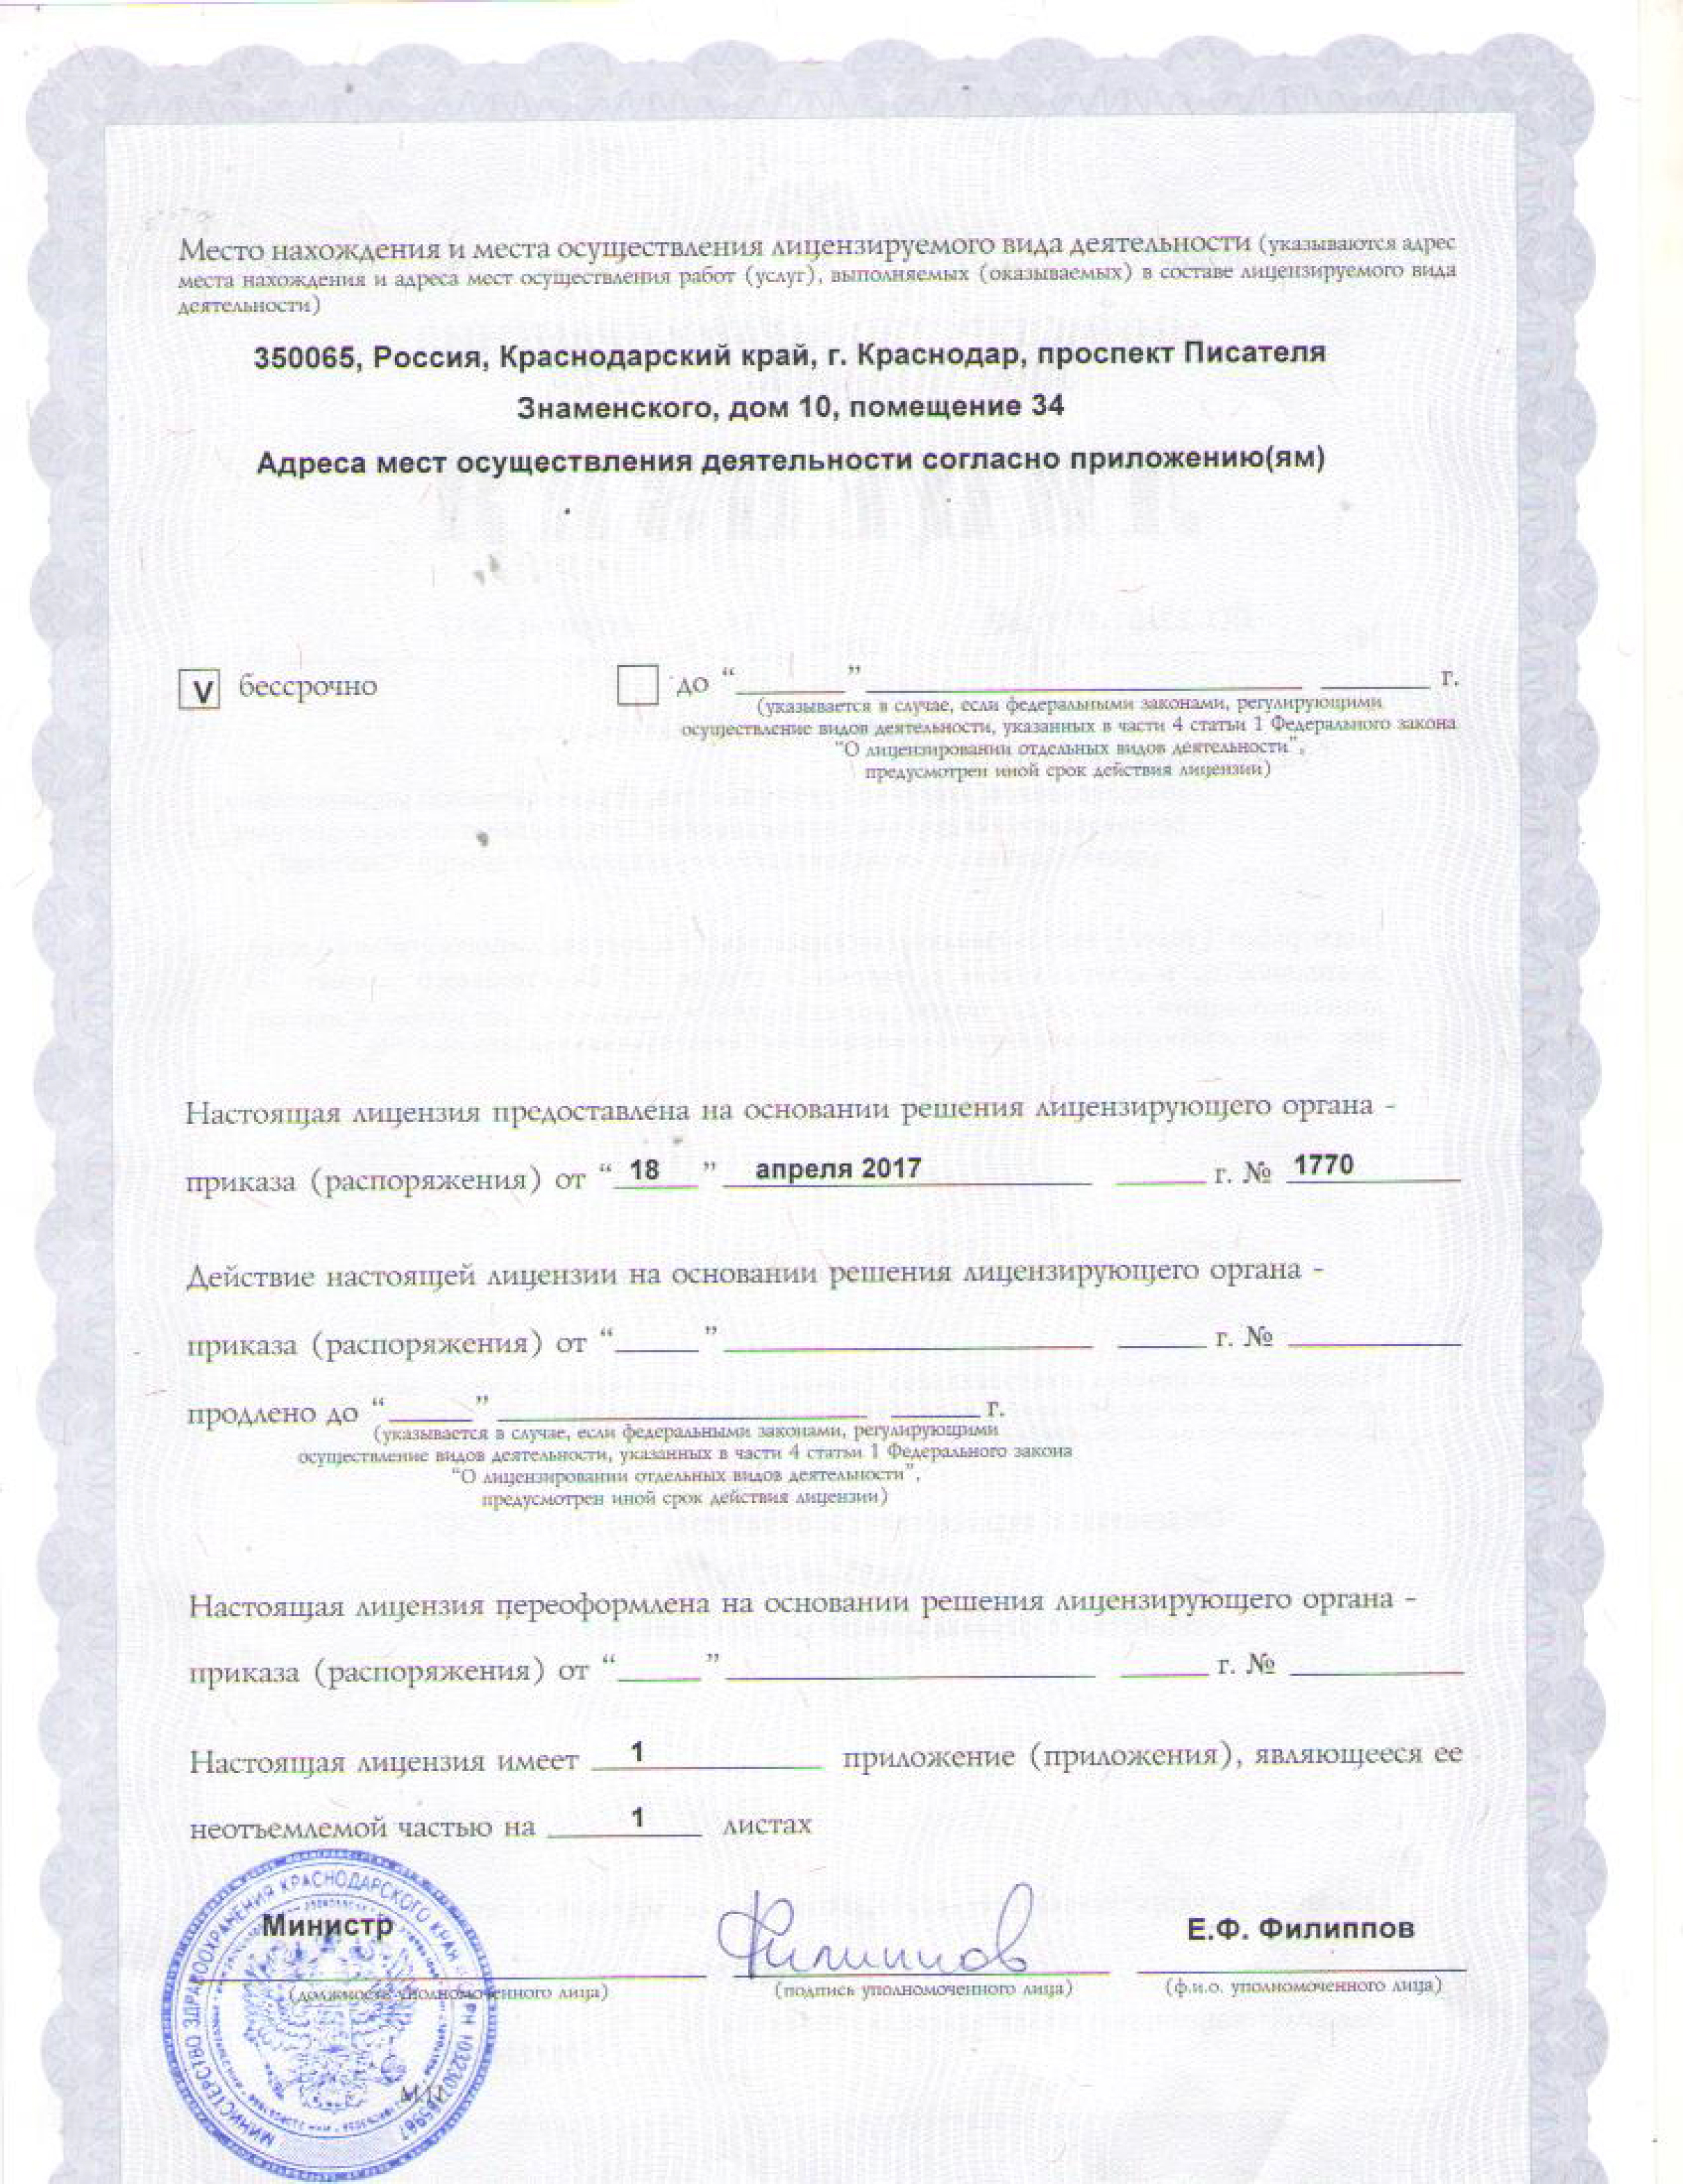 Место нахождения и места осуществления лицензируемого вида деятельности (указываются адрес
места нахождения и адреса мест осуществления работ (услуг), выполняемых (оказываемых) в составе лицензируемого вида
деятельности)
350065, Россия, Краснодарский край, г. Краснодар, проспект Писателя
Знаменского, дом 10, помещение 34
Адреса мест осуществления деятельности согласно приложению(ям)
V бессрочно до “ ” г.
(указывается в случае, если федеральными законами, регулирующими
осуществление видов деятельности, указанных в части 4 статьи 1 Федерального закона
"О лицензировании отдельных видов деятельности",
предусмотрен иной срок действия лицензии)
Настоящая лицензия предоставлена на основании решения лицензирующего органа –
приказа (распоряжения) от “ 18 ” апреля 2017 г. № 1770
Действие настоящей лицензии на основании решения лицензирующего органа –
приказа (распоряжения) от “ ” г. №
продлено до “ ” г.
(указывается в случае, если федеральными законами, регулирующими
осуществление видов деятельности, указанных в части 4 статьи 1 Федерального закона
"О лицензировании отдельных видов деятельности",
предусмотрен иной срок действия лицензии)
Настоящая лицензия переоформлена на основании решения лицензирующего органа –
приказа (распоряжения) от “ ” г. №
Настоящая лицензия имеет 1 приложение (приложения), являющееся ее
неотъемлемой частью на 1 листах
Министр Филиппов Е.Ф. Филиппов
(должность уполномоченного лица) (подпись уполномоченного лица) (ф.и.о. уполномоченного лица)
МИНИСТЕРСТВО ЗДРАВООХРАНЕНИЯ КРАСНОДАРСКОГО КРАЯ
М.П.